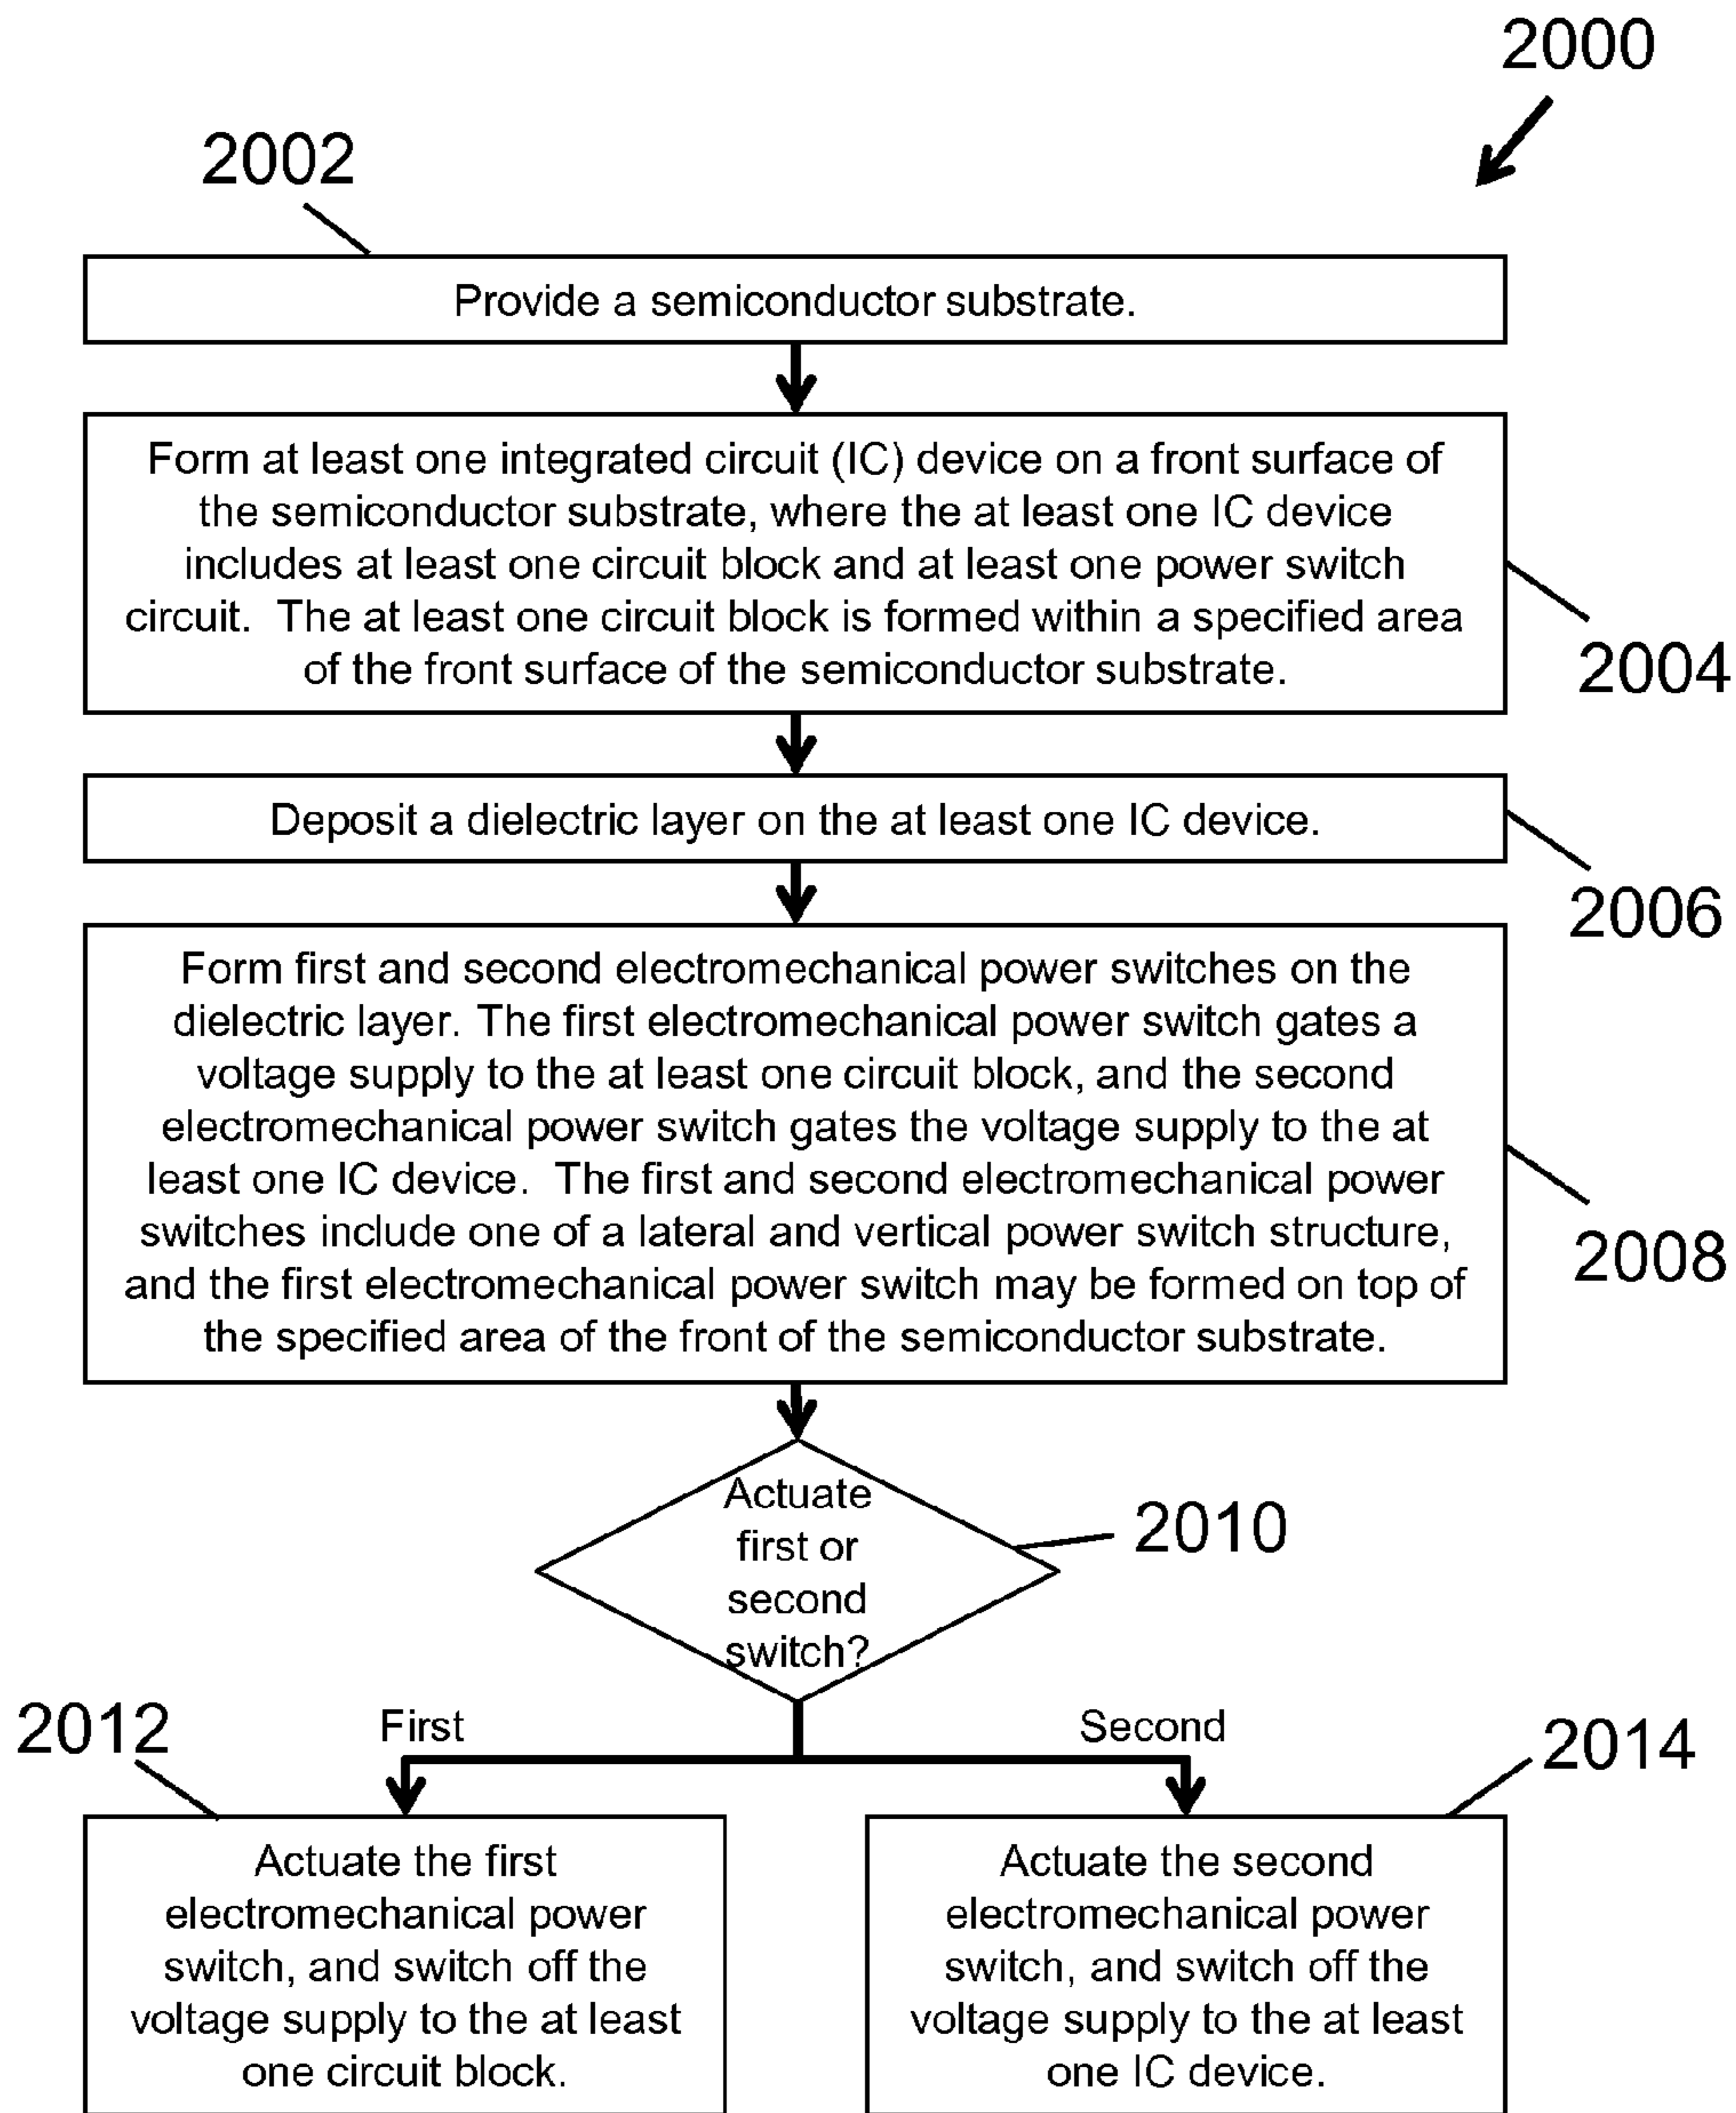 2000
2002
Provide a semiconductor substrate.
Form at least one integrated circuit (IC) device on a front surface of
the semiconductor substrate, where the at least one IC device
includes at least one circuit block and at least one power switch
circuit.  The at least one circuit block is formed within a specified area
of the front surface of the semiconductor substrate.
2004
Deposit a dielectric layer on the at least one IC device.
2006
Form first and second electromechanical power switches on the
dielectric layer. The first electromechanical power switch gates a
voltage supply to the at least one circuit block, and the second
electromechanical power switch gates the voltage supply to the at
least one IC device.  The first and second electromechanical power
switches include one of a lateral and vertical power switch structure,
and the first electromechanical power switch may be formed on top of
the specified area of the front of the semiconductor substrate.
2008
Actuate
first or
second
switch?
2010
First
Second
2012
Actuate the first
electromechanical power
switch, and switch off the
voltage supply to the at least
one circuit block.
2014
Actuate the second
electromechanical power
switch, and switch off the
voltage supply to the at least
one IC device.